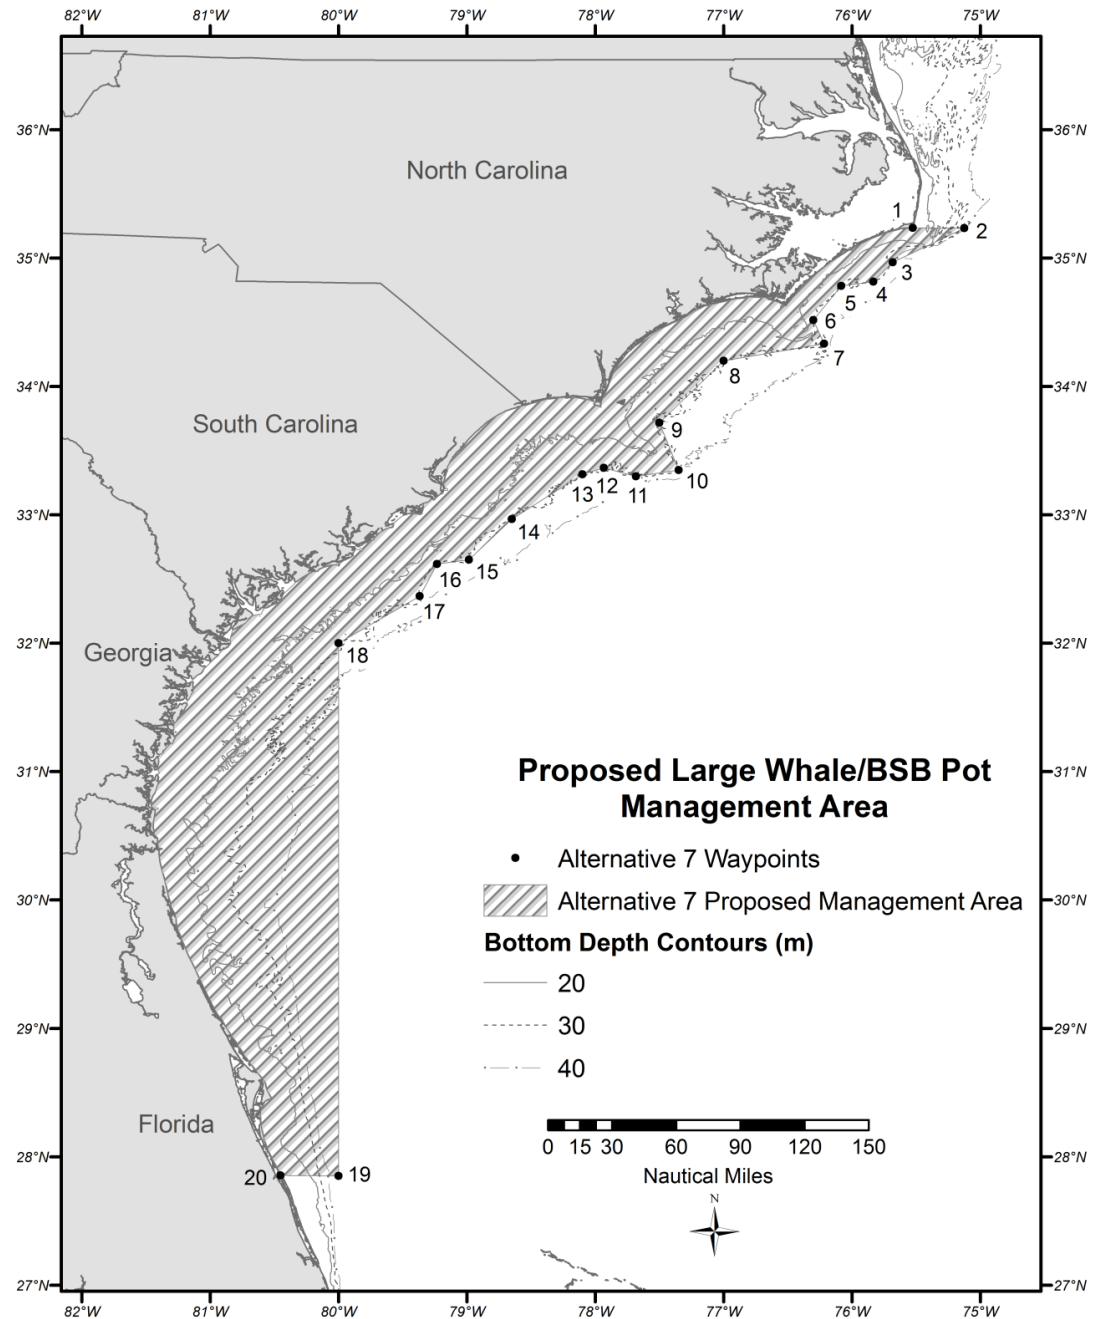 82°W 81°W 80°W 79°W 78°W 77°W 76°W 75°W
36°N 36°N
North Carolina
1
2
35°N 35°N
3
4
5
6
7
8
34°N 34°N
South Carolina
9
10
11
12
13
33°N 33°N
14
15
16
17
32°N 32°N
Georgia
18
31°N 31°N
Proposed Large Whale/BSB Pot
Management Area
Alternative 7 Waypoints
Alternative 7 Proposed Management Area
30°N 30°N
Bottom Depth Contours (m)
20
30
40
29°N 29°N
Florida
0 15 30 60 90 120 150
Nautical Miles
28°N 28°N
20 19
N
27°N 27°N
82°W 81°W 80°W 79°W 78°W 77°W 76°W 75°W